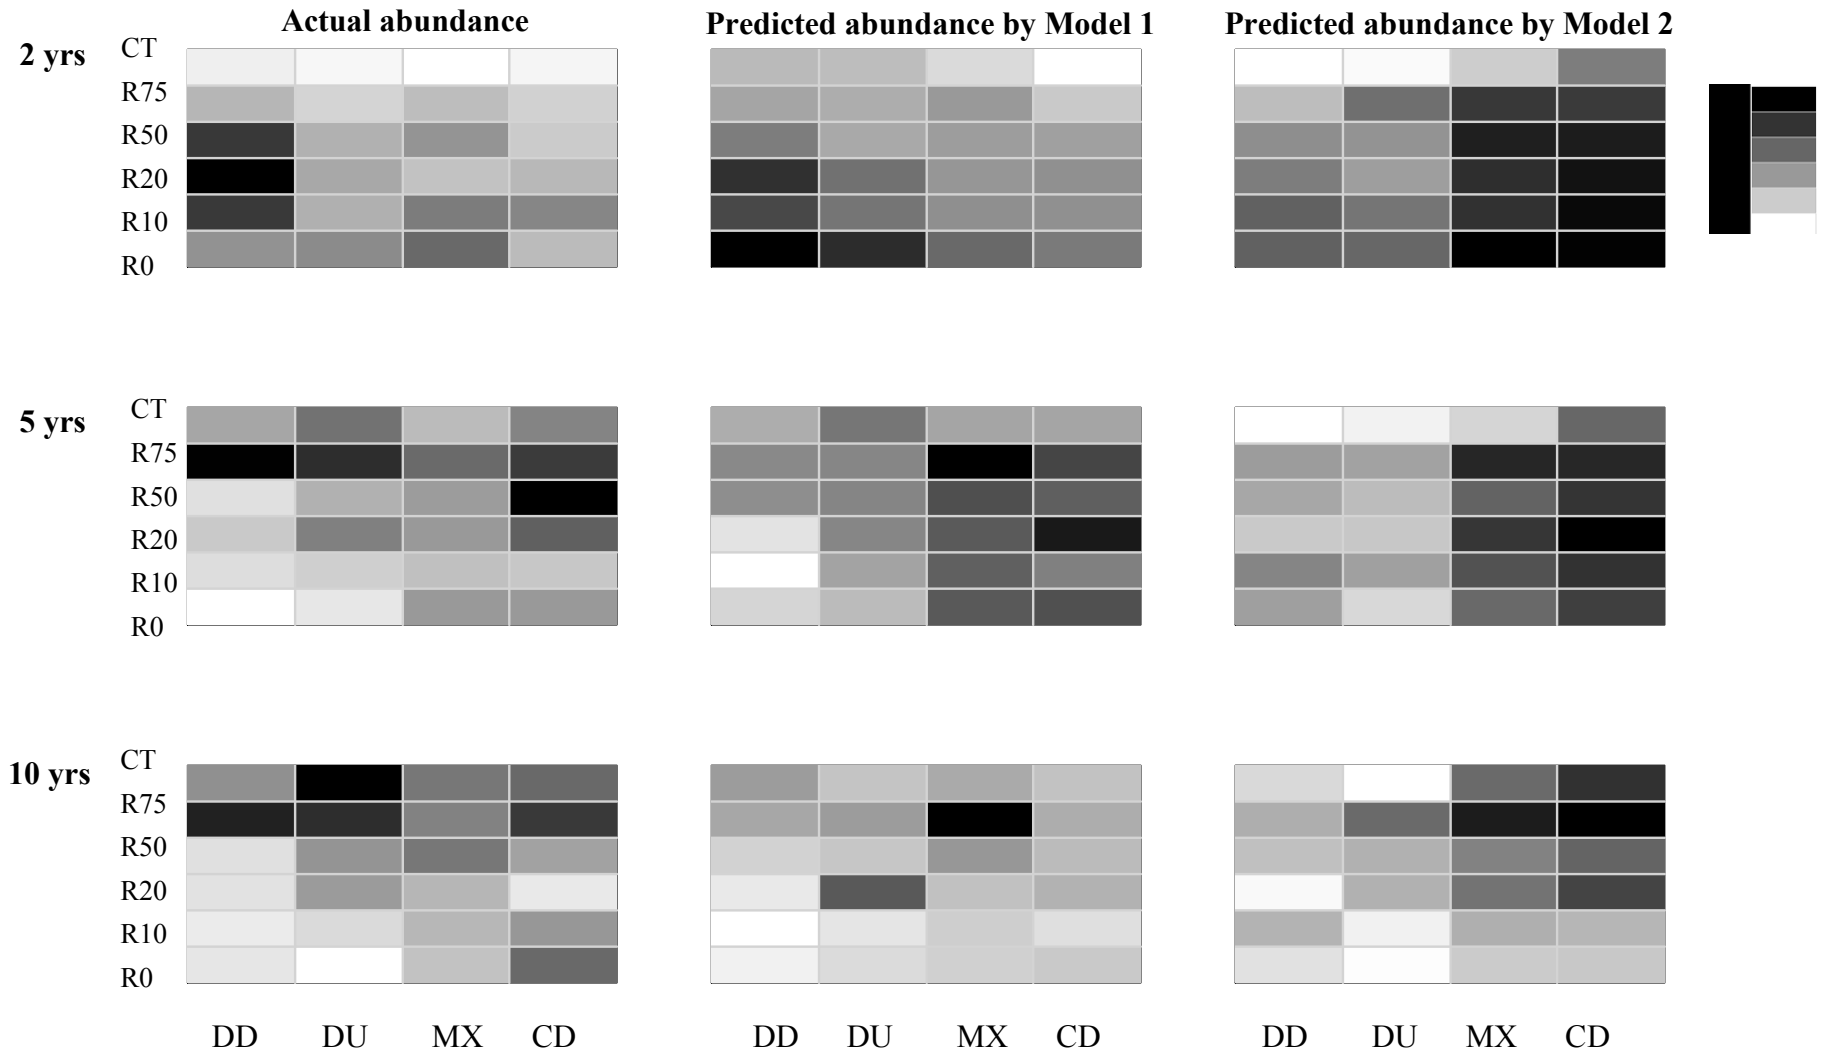 Actual abundance
Predicted abundance by Model 1
Predicted abundance by Model 2
2 yrs
CT
R75
R50
R20
R10
R0
5 yrs
CT
R75
R50
R20
R10
R0
10 yrs
CT
R75
R50
R20
R10
R0
DD DU MX CD
DD DU MX CD
DD DU MX CD